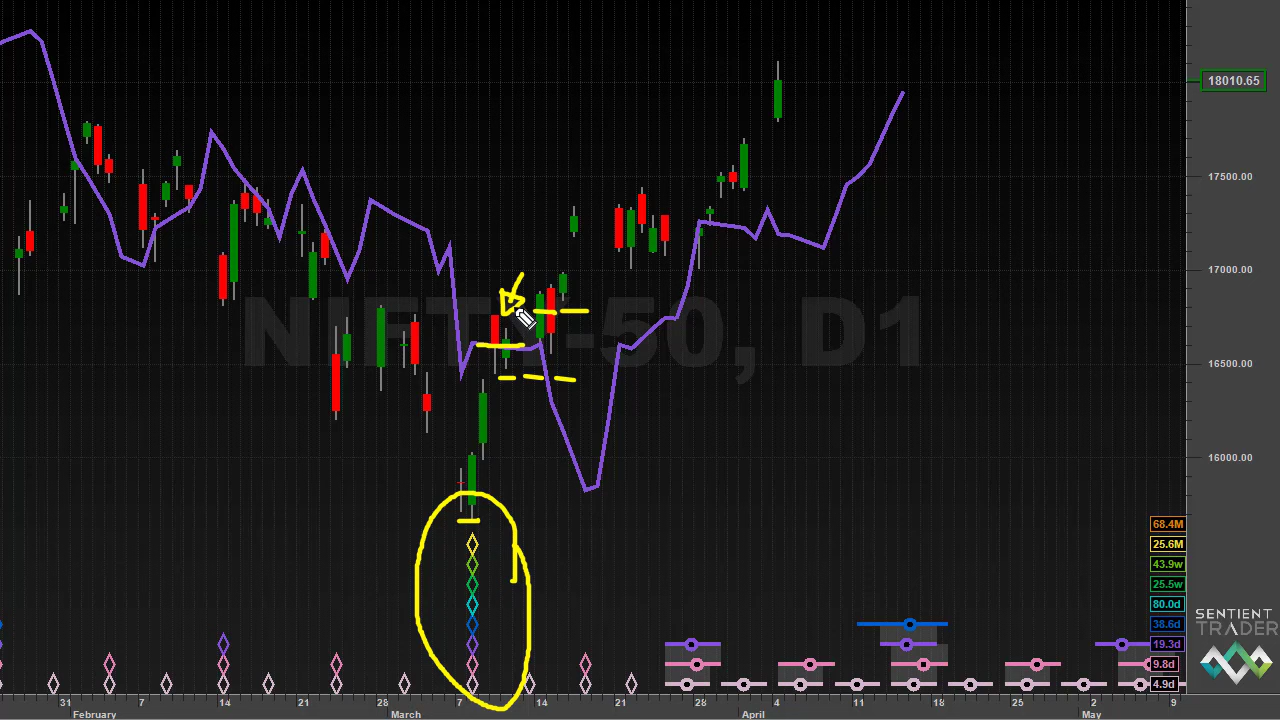 NIFTY-50, D1
18010.65
17500.00
17000.00
16500.00
16000.00
68.4M
25.6M
43.9w
25.5w
80.0d
38.6d
19.3d
9.8d
4.9d
SENTIENT
TRADER
31 7 14 21 28 7 14 21 28 4 11 18 25 2 9
February March April May